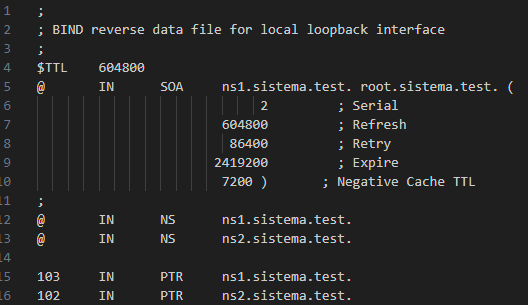 1 ;
2 ; BIND reverse data file for local loopback interface
3 ;
4 $TTL 604800
5 @ IN SOA ns1.sistema.test. root.sistema.test. (
6 2 ; Serial
7 604800 ; Refresh
8 86400 ; Retry
9 2419200 ; Expire
10 7200 ) ; Negative Cache TTL
11 ;
12 @ IN NS ns1.sistema.test.
13 @ IN NS ns2.sistema.test.
14
15 103 IN PTR ns1.sistema.test.
16 102 IN PTR ns2.sistema.test.